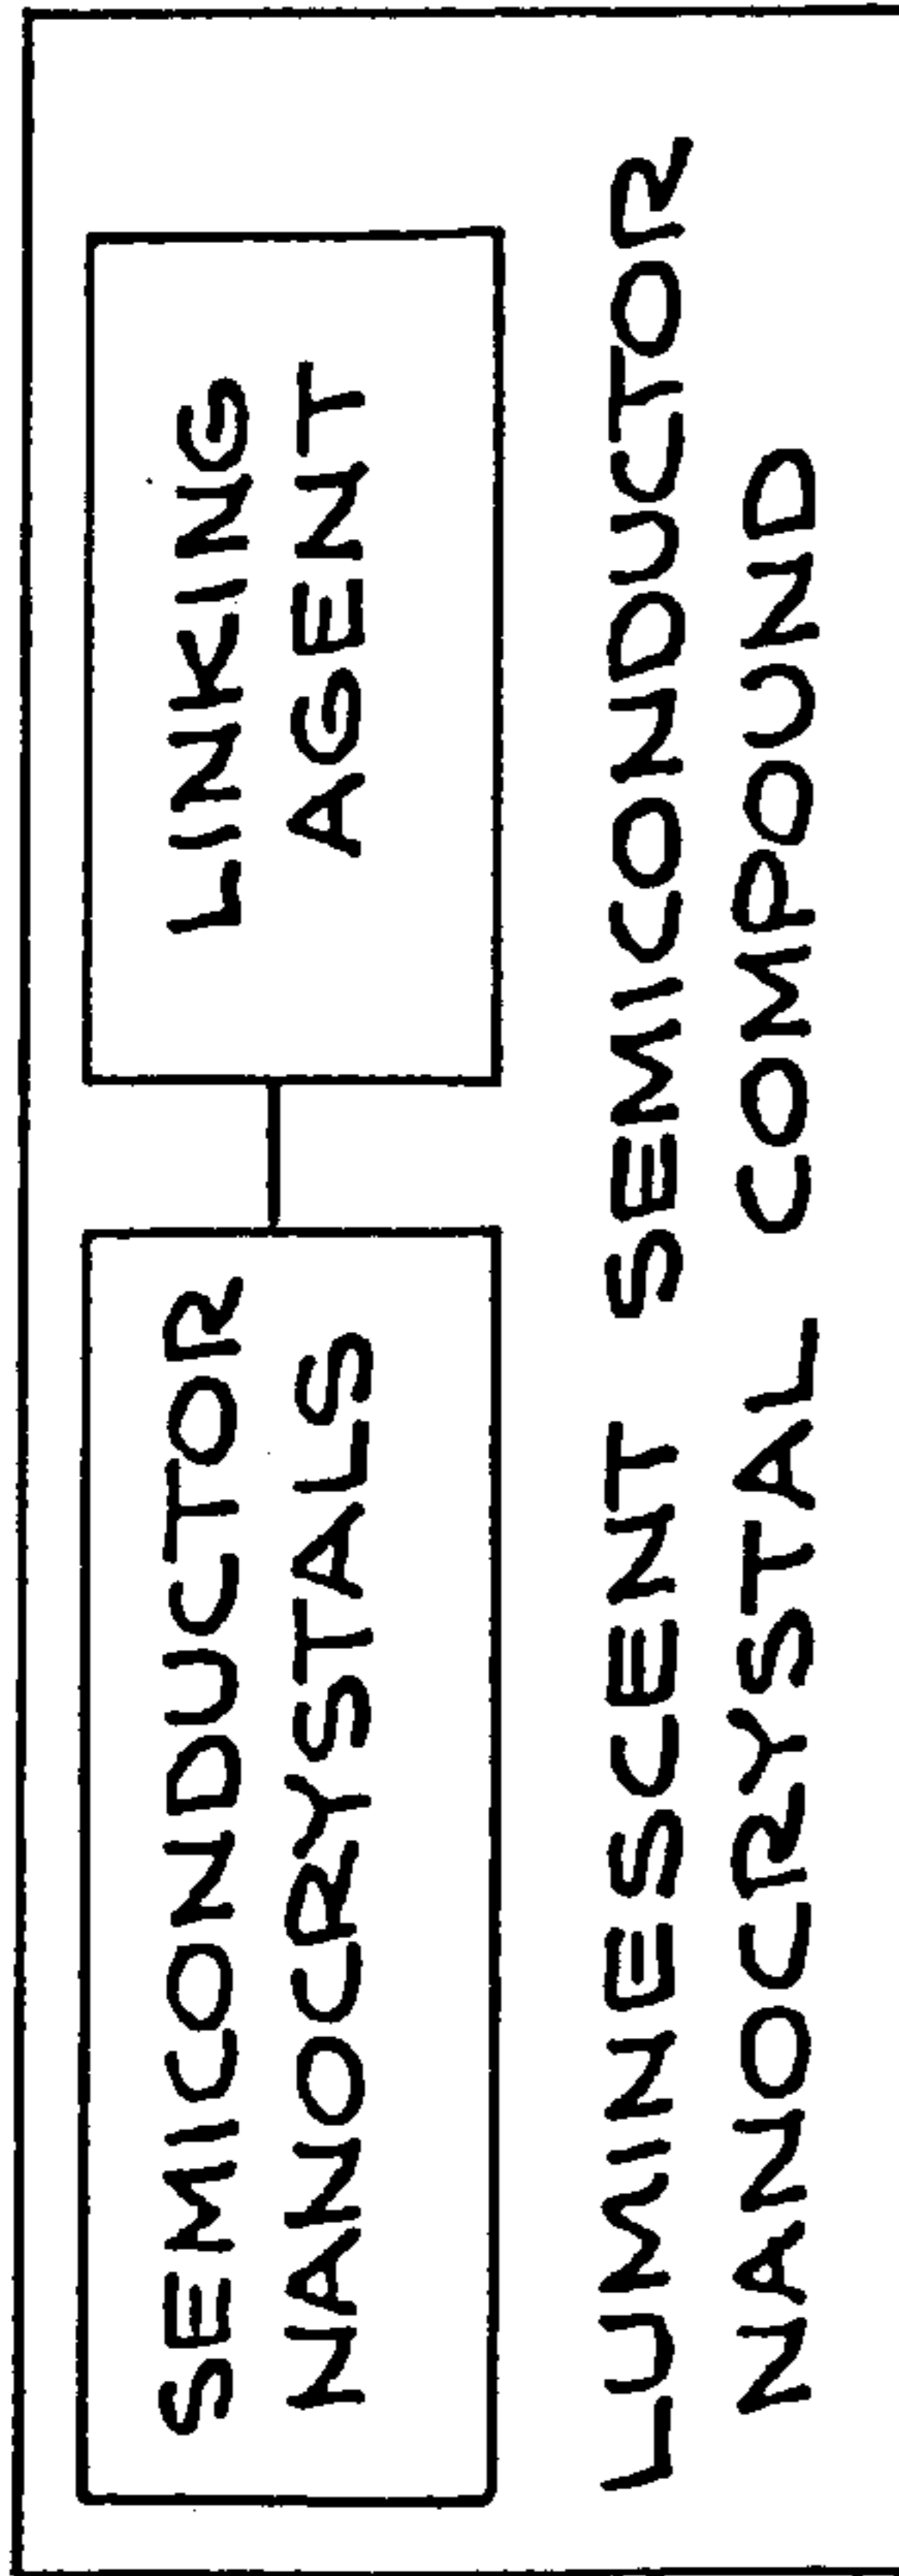 SEMICONDUCTOR
NANOCRYSTALS
LINKING
AGENT
LUMINESCENT SEMICONDUCTOR
NANOCRYSTAL COMPOUND